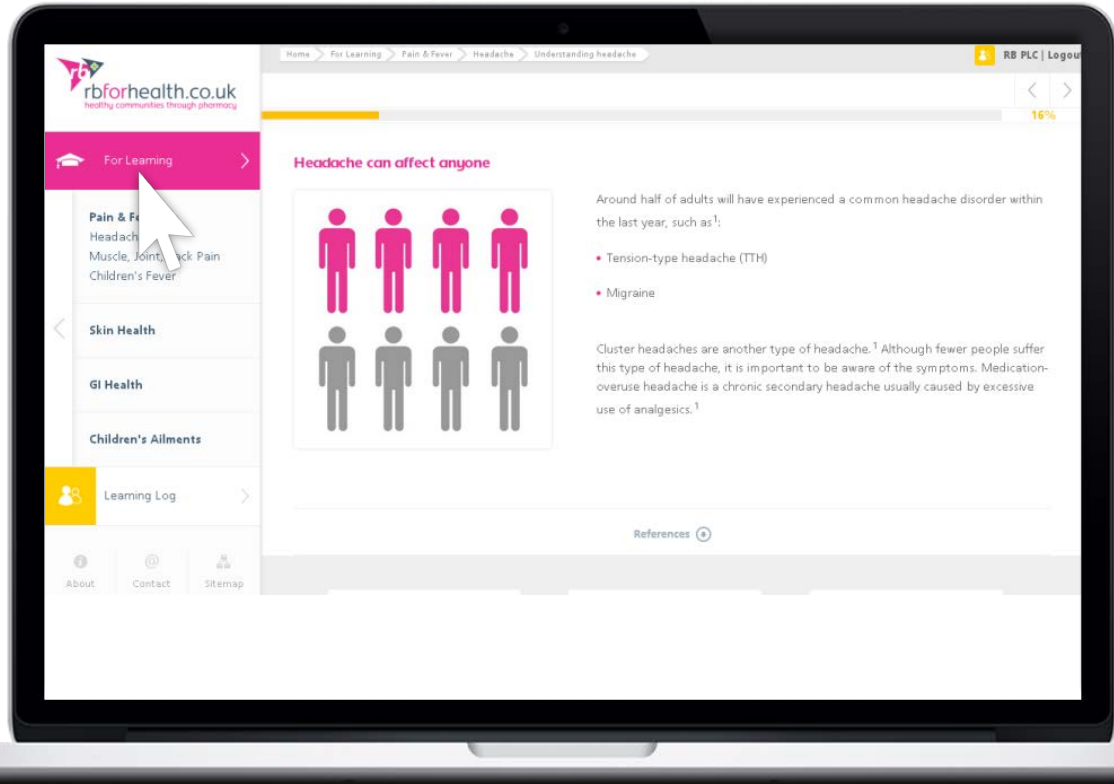 rb
rbforhealth.co.uk
healthy communities through pharmacy
Home
For Learning
Pain & Fever
Headache
Understanding headache
RB PLC | Logout
16%
For Learning
Pain &
Muscle, Joint, Pain
Children's Fever
Skin Health
GI Health
Children's Ailments
Learning Log
About
Contact
Sitemap
Headache can affect anyone
Around half of adults will have experienced a common headache disorder within
the last year, such as¹:
• Tension-type headache (TTH)
• Migraine
Cluster headaches are another type of headache.¹ Although fewer people suffer
this type of headache, it is important to be aware of the symptoms. Medication-
overuse headache is a chronic secondary headache usually caused by excessive
use of analgesics.¹
References